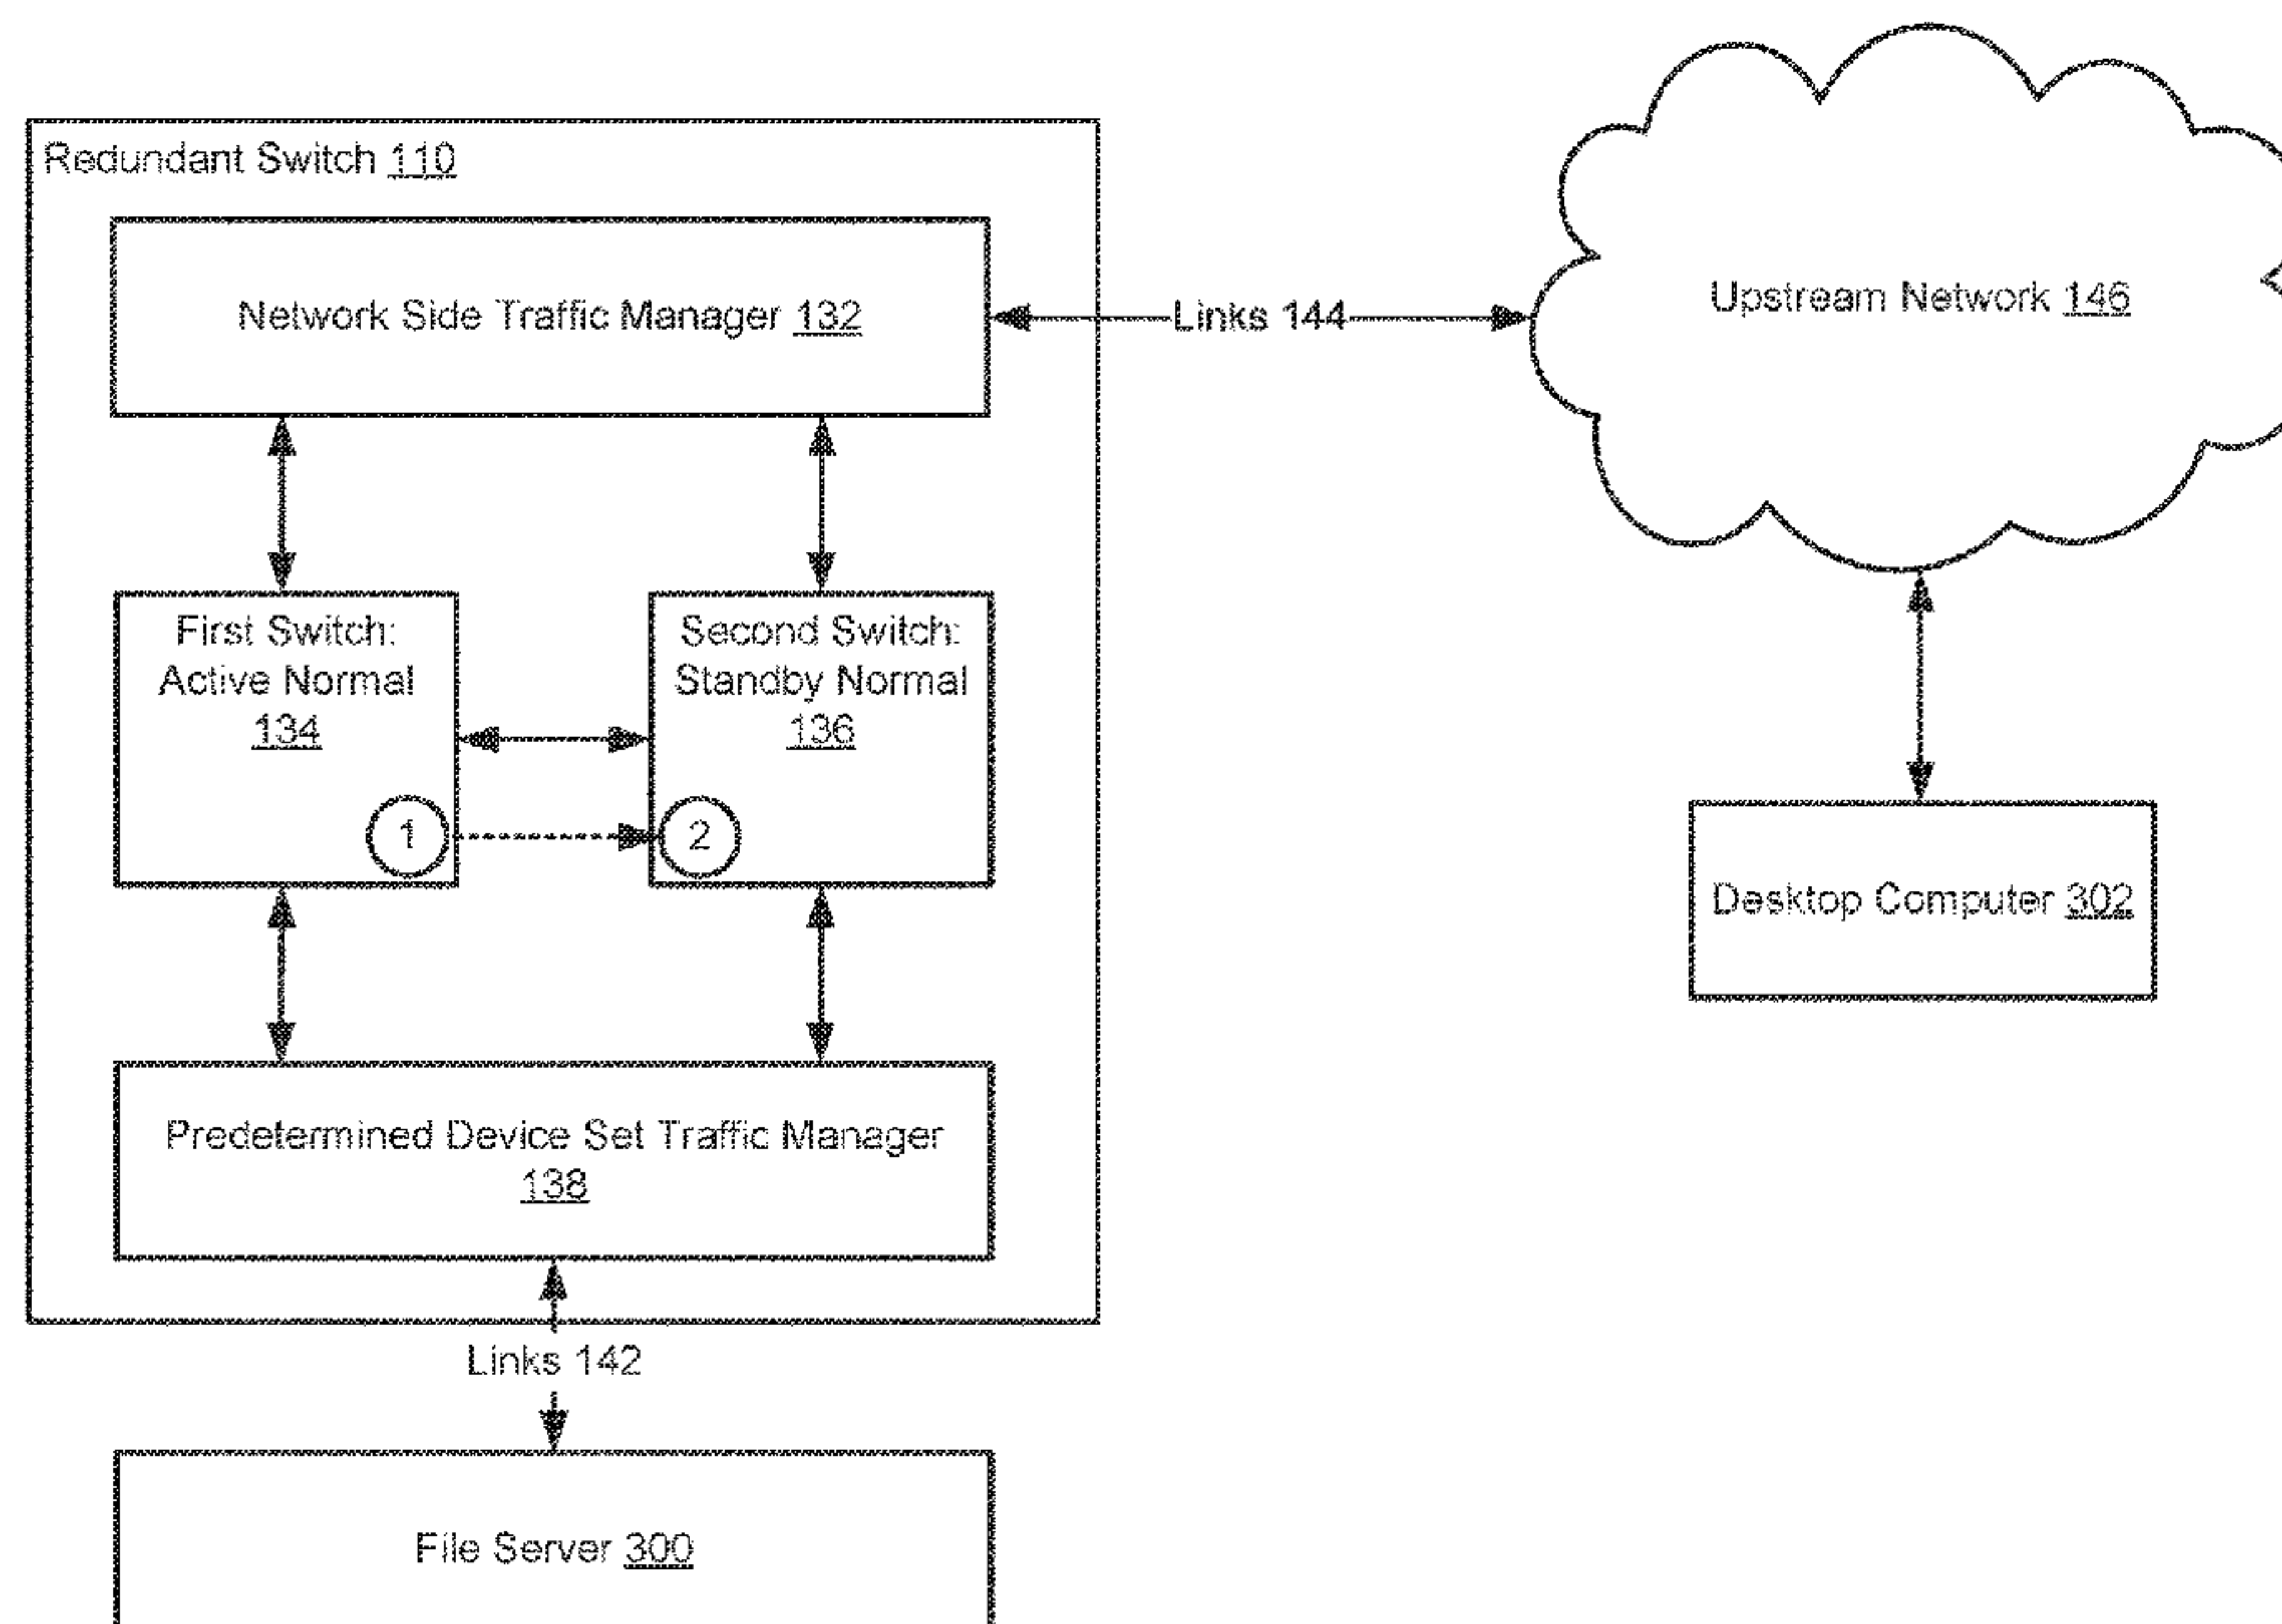 Redundant Switch 110
Network Side Traffic Manager 132
Links 144
Upstream Network 146
First Switch:
Active Normal
134
Second Switch:
Standby Normal
136
1
2
Desktop Computer 302
Predetermined Device Set Traffic Manager
138
Links 142
File Server 300